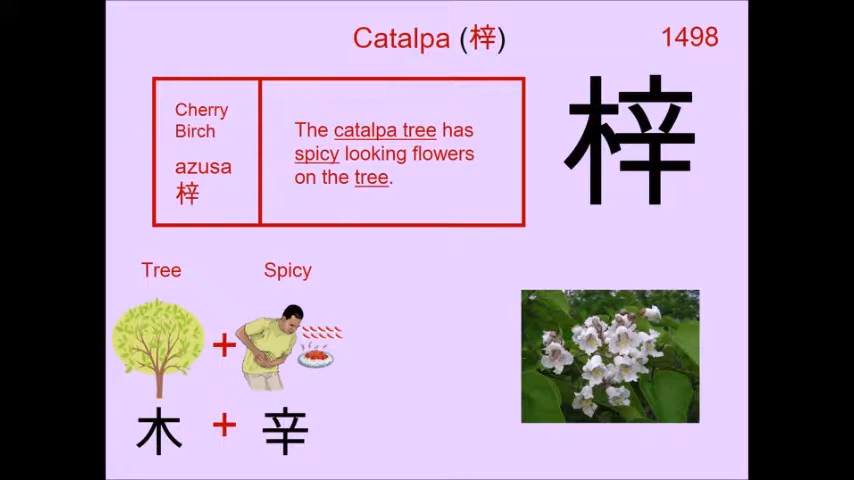 Catalpa (梓)
1498
Cherry
Birch
azusa
梓
The catalpa tree has
spicy looking flowers
on the tree.
梓
Tree
Spicy
+
木 + 辛